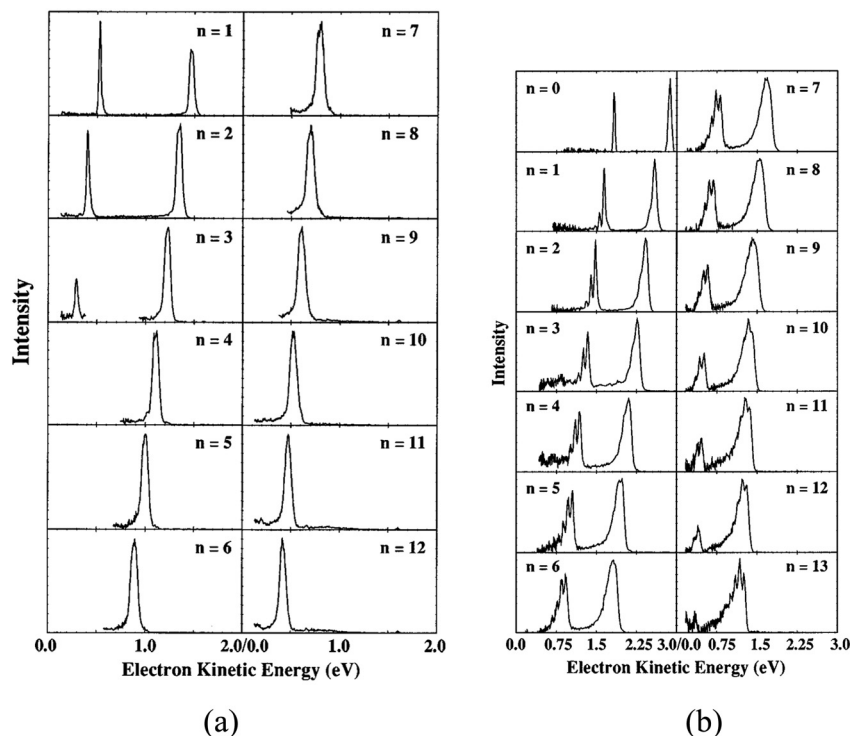 Intensity
n = 1
n = 2
n = 3
n = 4
n = 5
n = 6
n = 7
n = 8
n = 9
n = 10
n = 11
n = 12
0.0 1.0 2.0/0.0 1.0 2.0
Electron Kinetic Energy (eV)
(a)
Intensity
n = 0
n = 1
n = 2
n = 3
n = 4
n = 5
n = 6
n = 7
n = 8
n = 9
n = 10
n = 11
n = 12
n = 13
0.0 0.75 1.5 2.25 3.0/0.0 0.75 1.5 2.25 3.0
Electron Kinetic Energy (eV)
(b)